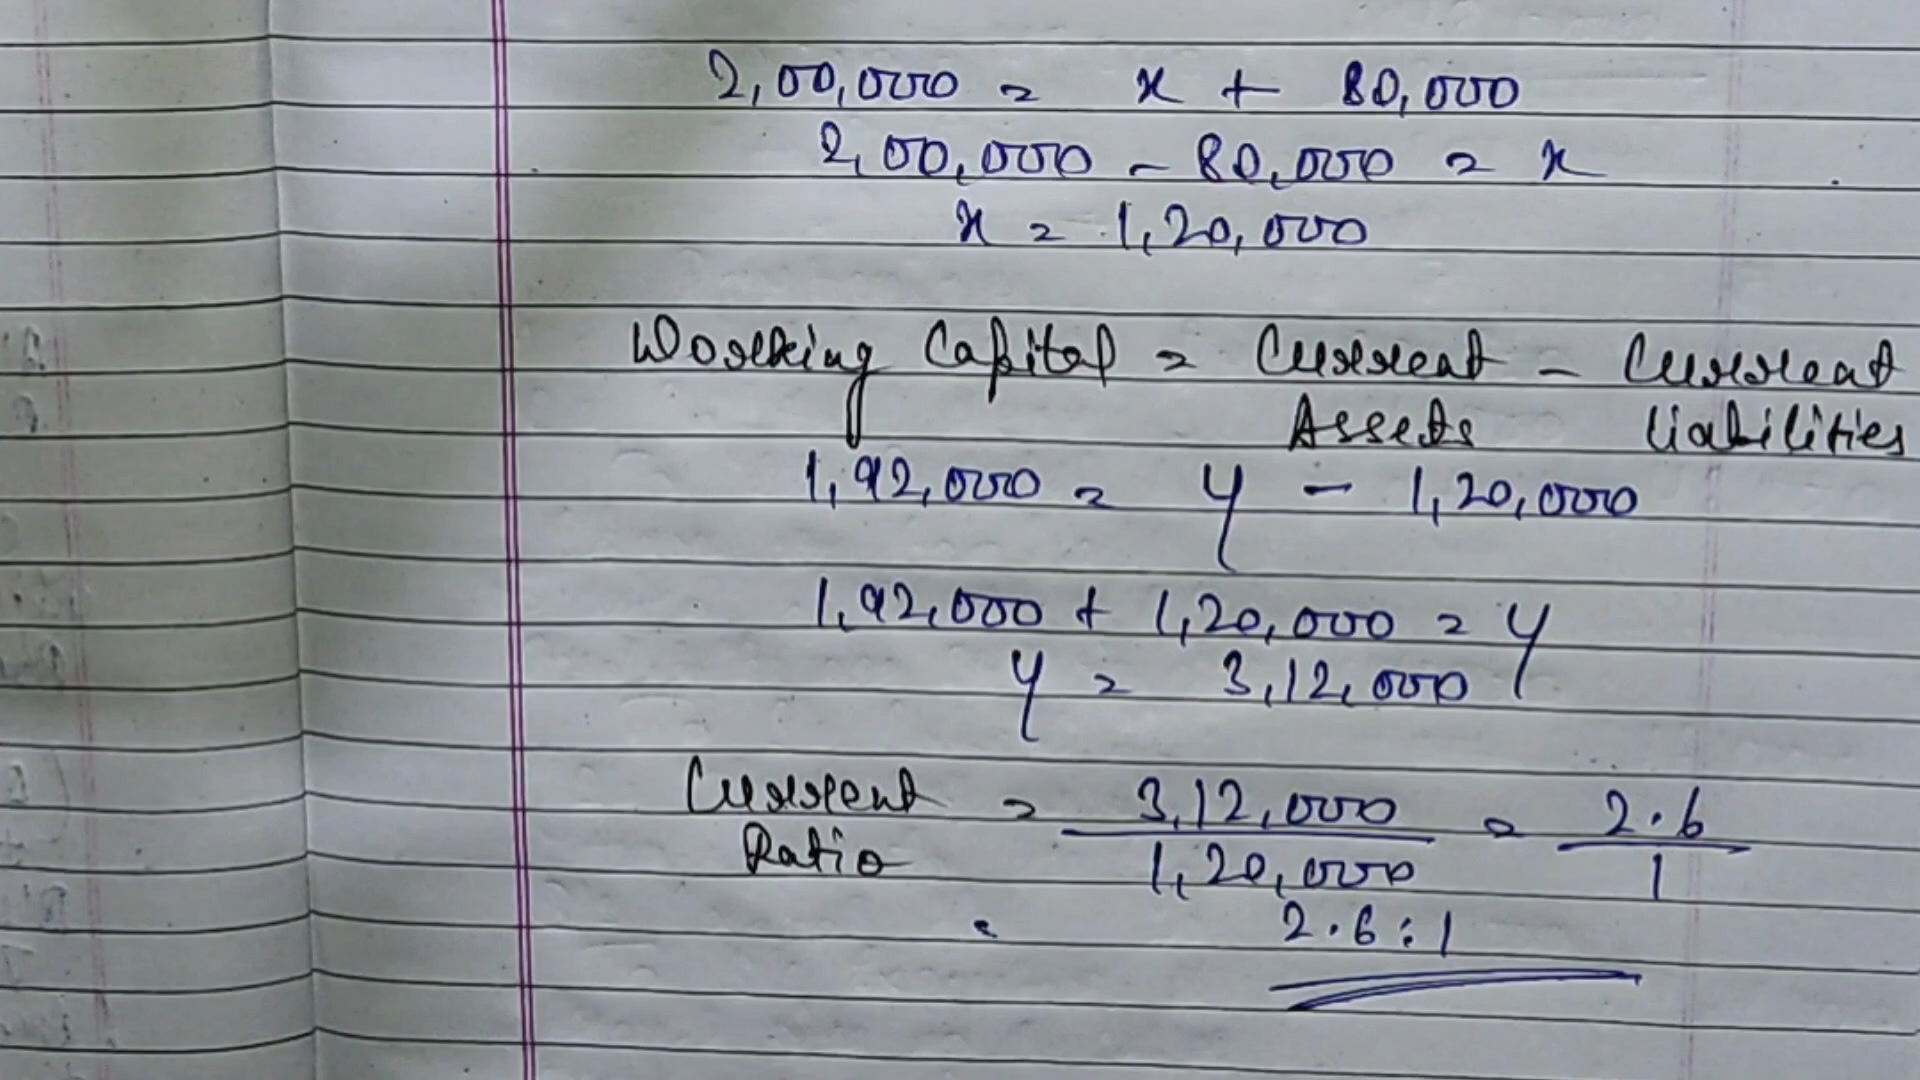 2,00,000 = x + 80,000
2,00,000 - 80,000 = x
x = 1,20,000
Working Capital = Current - Current
Assets liabilities
1,92,000 = y - 1,20,000
1,92,000 + 1,20,000 = y
y = 3,12,000
Current = 3,12,000 = 2.6
Ratio 1,20,000 1
= 2.6:1